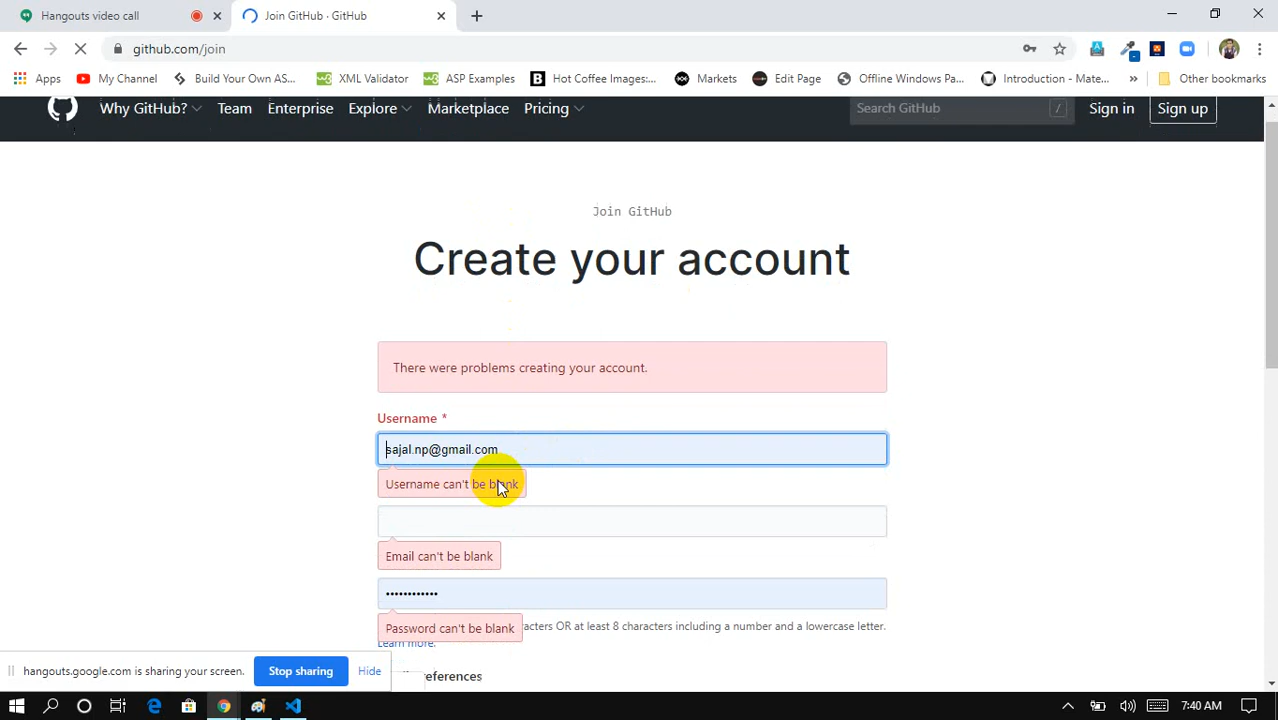 Hangouts video call
Join GitHub · GitHub
github.com/join
Apps My Channel Build Your Own AS... XML Validator ASP Examples Hot Coffee Images:... Markets Edit Page Offline Windows Pa... Introduction - Mate... » Other bookmarks
Why GitHub? Team Enterprise Explore Marketplace Pricing Search GitHub / Sign in Sign up
Join GitHub
Create your account
There were problems creating your account.
Username *
sajal.np@gmail.com
Username can't be blank
Email can't be blank
••••••••••••
Password can't be blank
acters OR at least 8 characters including a number and a lowercase letter.
Learn more.
hangouts.google.com is sharing your screen. Stop sharing Hide
references
7:40 AM